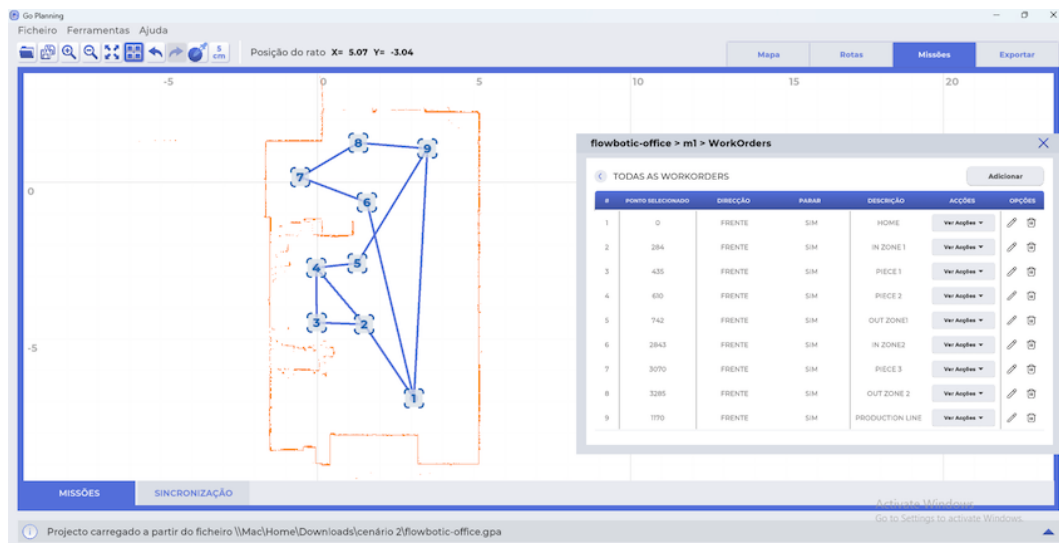 Go Planning
Ficheiro Ferramentas Ajuda
5 cm
Posição do rato X= 5.07 Y= -3.04
Mapa Rotas Missões Exportar
-5 0 5 10 15 20
0
-5
8
9
7
6
5
4
3
2
1
flowbotic-office > m1 > WorkOrders
TODAS AS WORKORDERS Adicionar
# PONTO SELECIONADO DIRECÇÃO PARAR DESCRIÇÃO ACÇÕES OPÇÕES
1 0 FRENTE SIM HOME Ver Acções
2 284 FRENTE SIM IN ZONE 1 Ver Acções
3 435 FRENTE SIM PIECE 1 Ver Acções
4 610 FRENTE SIM PIECE 2 Ver Acções
5 742 FRENTE SIM OUT ZONE1 Ver Acções
6 2843 FRENTE SIM IN ZONE2 Ver Acções
7 3070 FRENTE SIM PIECE 3 Ver Acções
8 3285 FRENTE SIM OUT ZONE 2 Ver Acções
9 1170 FRENTE SIM PRODUCTION LINE Ver Acções
MISSÕES SINCRONIZAÇÃO
Activate Windows
Go to Settings to activate Windows.
Projecto carregado a partir do ficheiro \\Mac\Home\Downloads\cenário 2\flowbotic-office.gpa